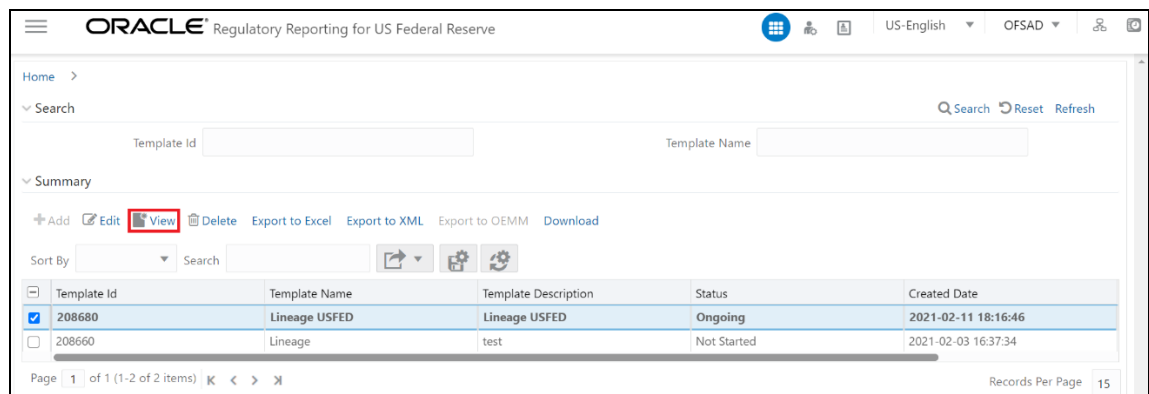 ORACLE® Regulatory Reporting for US Federal Reserve US-English OFSAD
Home >
Search Search Reset Refresh
Template Id Template Name
Summary
Add Edit View Delete Export to Excel Export to XML Export to OEMM Download
Sort By Search
Template Id Template Name Template Description Status Created Date
208680 Lineage USFED Lineage USFED Ongoing 2021-02-11 18:16:46
208660 Lineage test Not Started 2021-02-03 16:37:34
Page 1 of 1 (1-2 of 2 items) Records Per Page 15